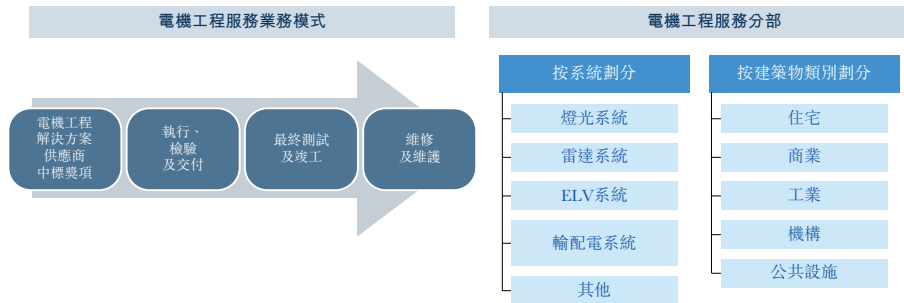 電機工程服務業務模式
電機工程
解決方案
供應商
中標獎項
執行、
檢驗
及交付
最終測試
及竣工
維修
及維護
電機工程服務分部
按系統劃分
燈光系統
雷達系統
ELV系統
輸配電系統
其他
按建築物類別劃分
住宅
商業
工業
機構
公共設施